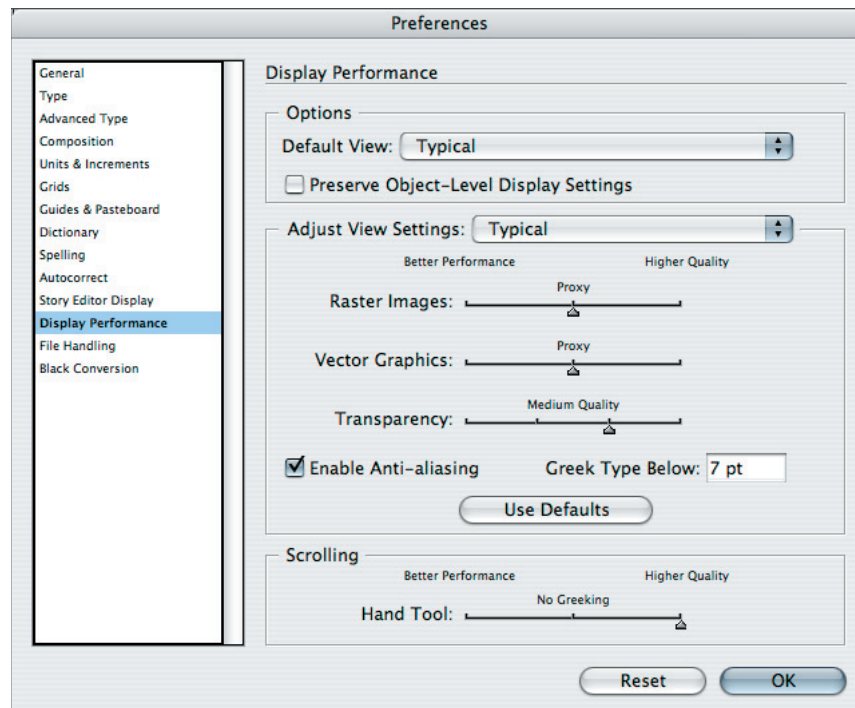 Preferences
General
Type
Advanced Type
Composition
Units & Increments
Grids
Guides & Pasteboard
Dictionary
Spelling
Autocorrect
Story Editor Display
Display Performance
File Handling
Black Conversion
Display Performance
Options
Default View: Typical
Preserve Object-Level Display Settings
Adjust View Settings: Typical
Better Performance Higher Quality
Proxy
Raster Images:
Proxy
Vector Graphics:
Medium Quality
Transparency:
Enable Anti-aliasing Greek Type Below: 7 pt
Use Defaults
Scrolling
Better Performance Higher Quality
No Greeking
Hand Tool:
Reset OK